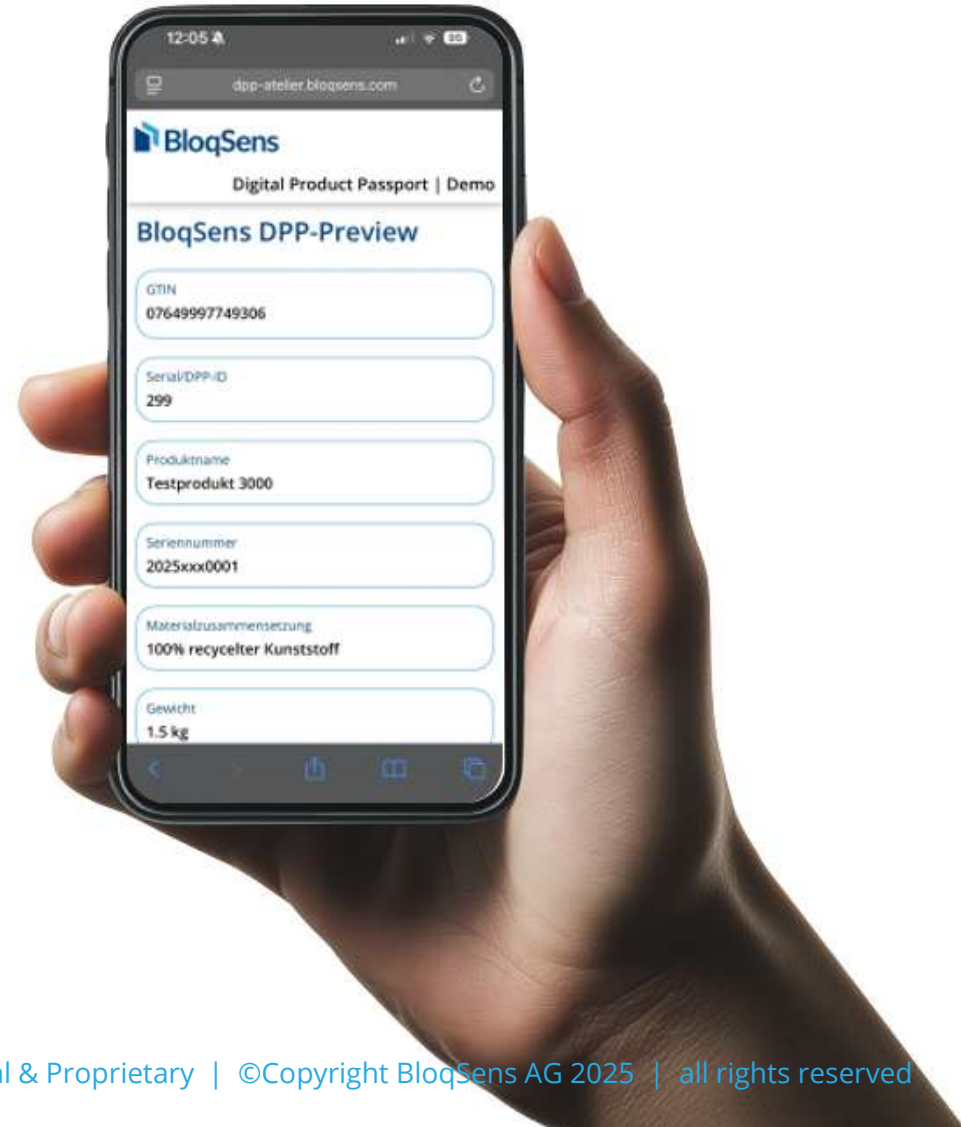 12:05
dpp-atelier.bloqsens.com
BloqSens
Digital Product Passport | Demo
BloqSens DPP-Preview
GTIN
07649997749306
Serial/DPP-ID
299
Produktname
Testprodukt 3000
Seriennummer
2025xxx0001
Materialzusammensetzung
100% recycelter Kunststoff
Gewicht
1.5 kg
& Proprietary | ©Copyright BloqSens AG 2025 | all rights reserved